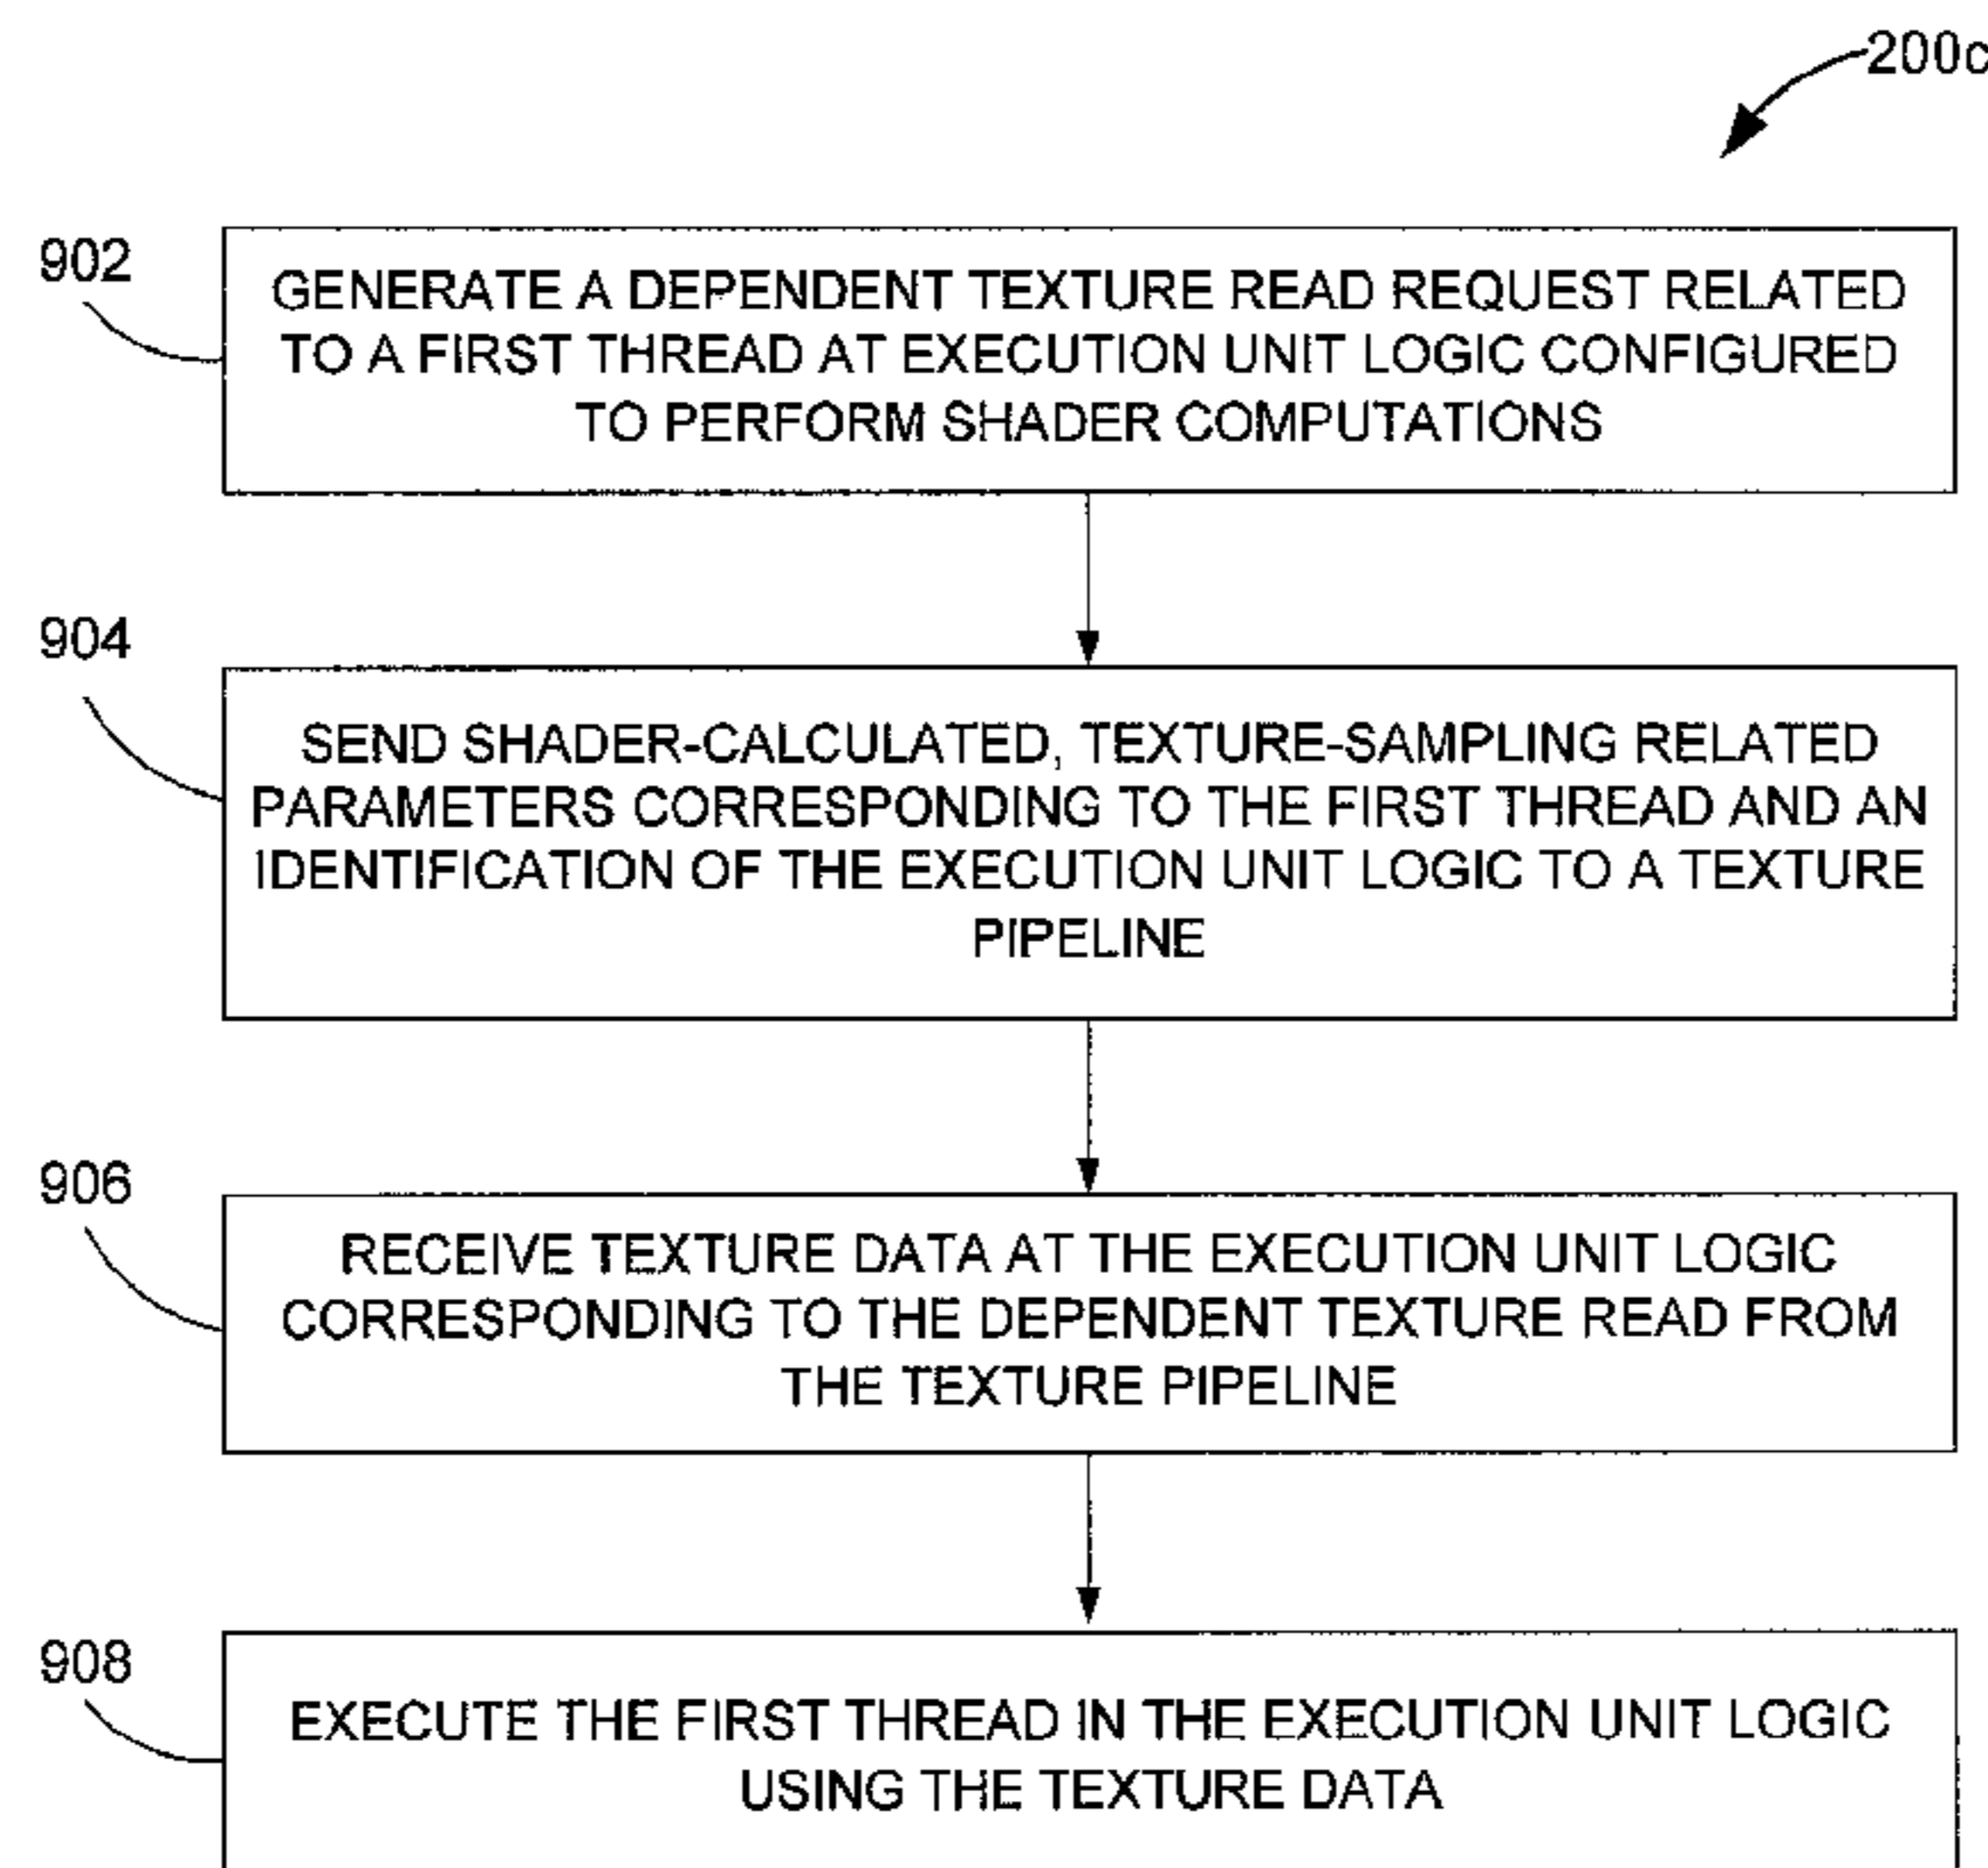 200c
902
GENERATE A DEPENDENT TEXTURE READ REQUEST RELATED
TO A FIRST THREAD AT EXECUTION UNIT LOGIC CONFIGURED
TO PERFORM SHADER COMPUTATIONS
904
SEND SHADER-CALCULATED, TEXTURE-SAMPLING RELATED
PARAMETERS CORRESPONDING TO THE FIRST THREAD AND AN
IDENTIFICATION OF THE EXECUTION UNIT LOGIC TO A TEXTURE
PIPELINE
906
RECEIVE TEXTURE DATA AT THE EXECUTION UNIT LOGIC
CORRESPONDING TO THE DEPENDENT TEXTURE READ FROM
THE TEXTURE PIPELINE
908
EXECUTE THE FIRST THREAD IN THE EXECUTION UNIT LOGIC
USING THE TEXTURE DATA